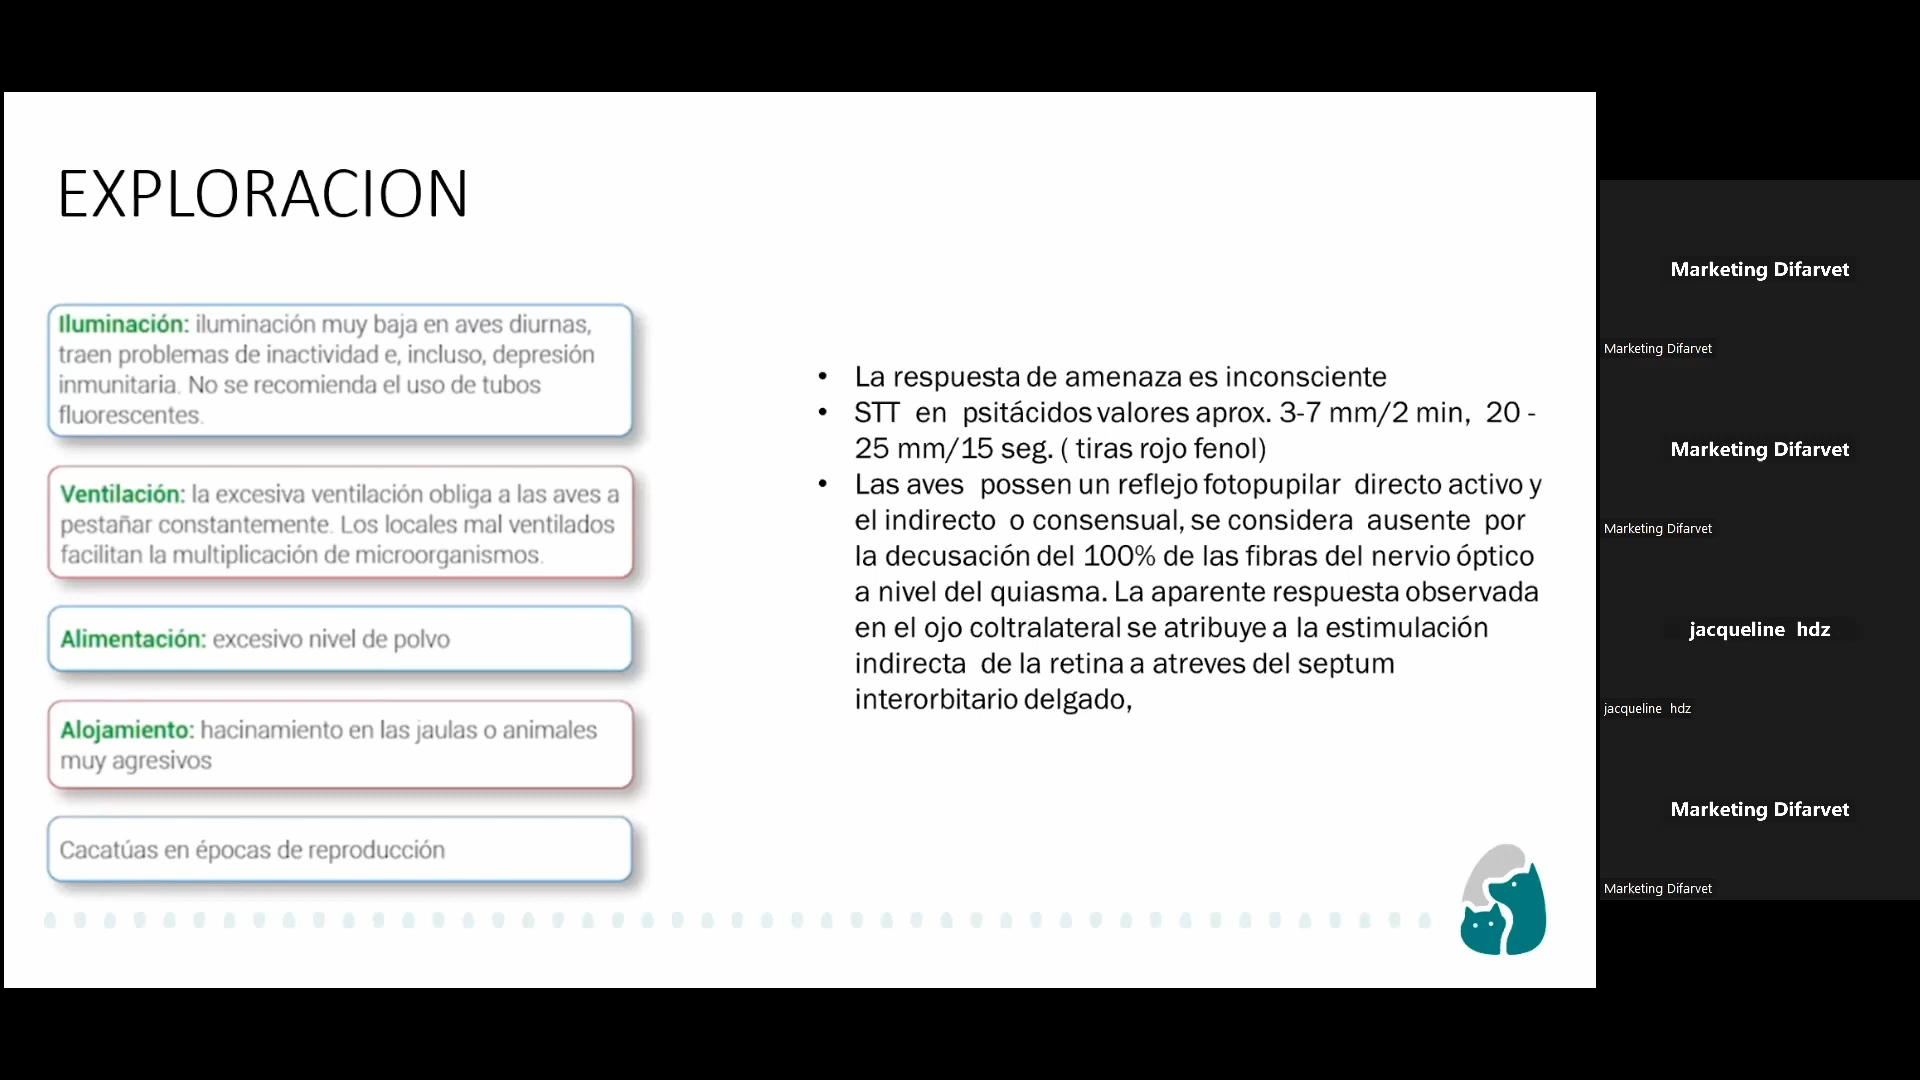 EXPLORACION
Iluminación: iluminación muy baja en aves diurnas,
traen problemas de inactividad e, incluso, depresión
inmunitaria. No se recomienda el uso de tubos
fluorescentes.
Ventilación: la excesiva ventilación obliga a las aves a
pestañar constantemente. Los locales mal ventilados
facilitan la multiplicación de microorganismos.
Alimentación: excesivo nivel de polvo
Alojamiento: hacinamiento en las jaulas o animales
muy agresivos
Cacatúas en épocas de reproducción
• La respuesta de amenaza es inconsciente
• STT en psitácidos valores aprox. 3-7 mm/2 min, 20 -
25 mm/15 seg. ( tiras rojo fenol)
• Las aves possen un reflejo fotopupilar directo activo y
el indirecto o consensual, se considera ausente por
la decusación del 100% de las fibras del nervio óptico
a nivel del quiasma. La aparente respuesta observada
en el ojo coltralateral se atribuye a la estimulación
indirecta de la retina a atreves del septum
interorbitario delgado,
Marketing Difarvet
Marketing Difarvet
Marketing Difarvet
Marketing Difarvet
jacqueline hdz
jacqueline hdz
Marketing Difarvet
Marketing Difarvet